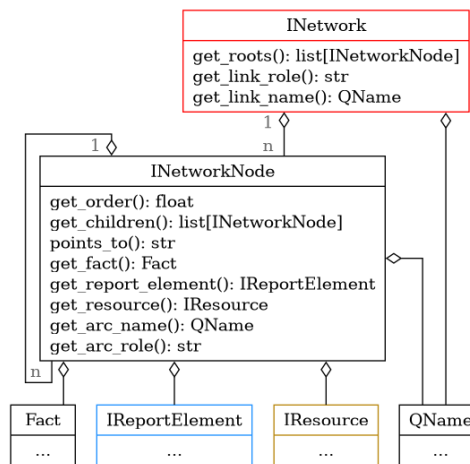 INetwork
get_roots(): list[INetworkNode]
get_link_role(): str
get_link_name(): QName
1
n
1
INetworkNode
get_order(): float
get_children(): list[INetworkNode]
points_to(): str
get_fact(): Fact
get_report_element(): IReportElement
get_resource(): IResource
get_arc_name(): QName
get_arc_role(): str
n
Fact
...
IReportElement
...
IResource
...
QName
...